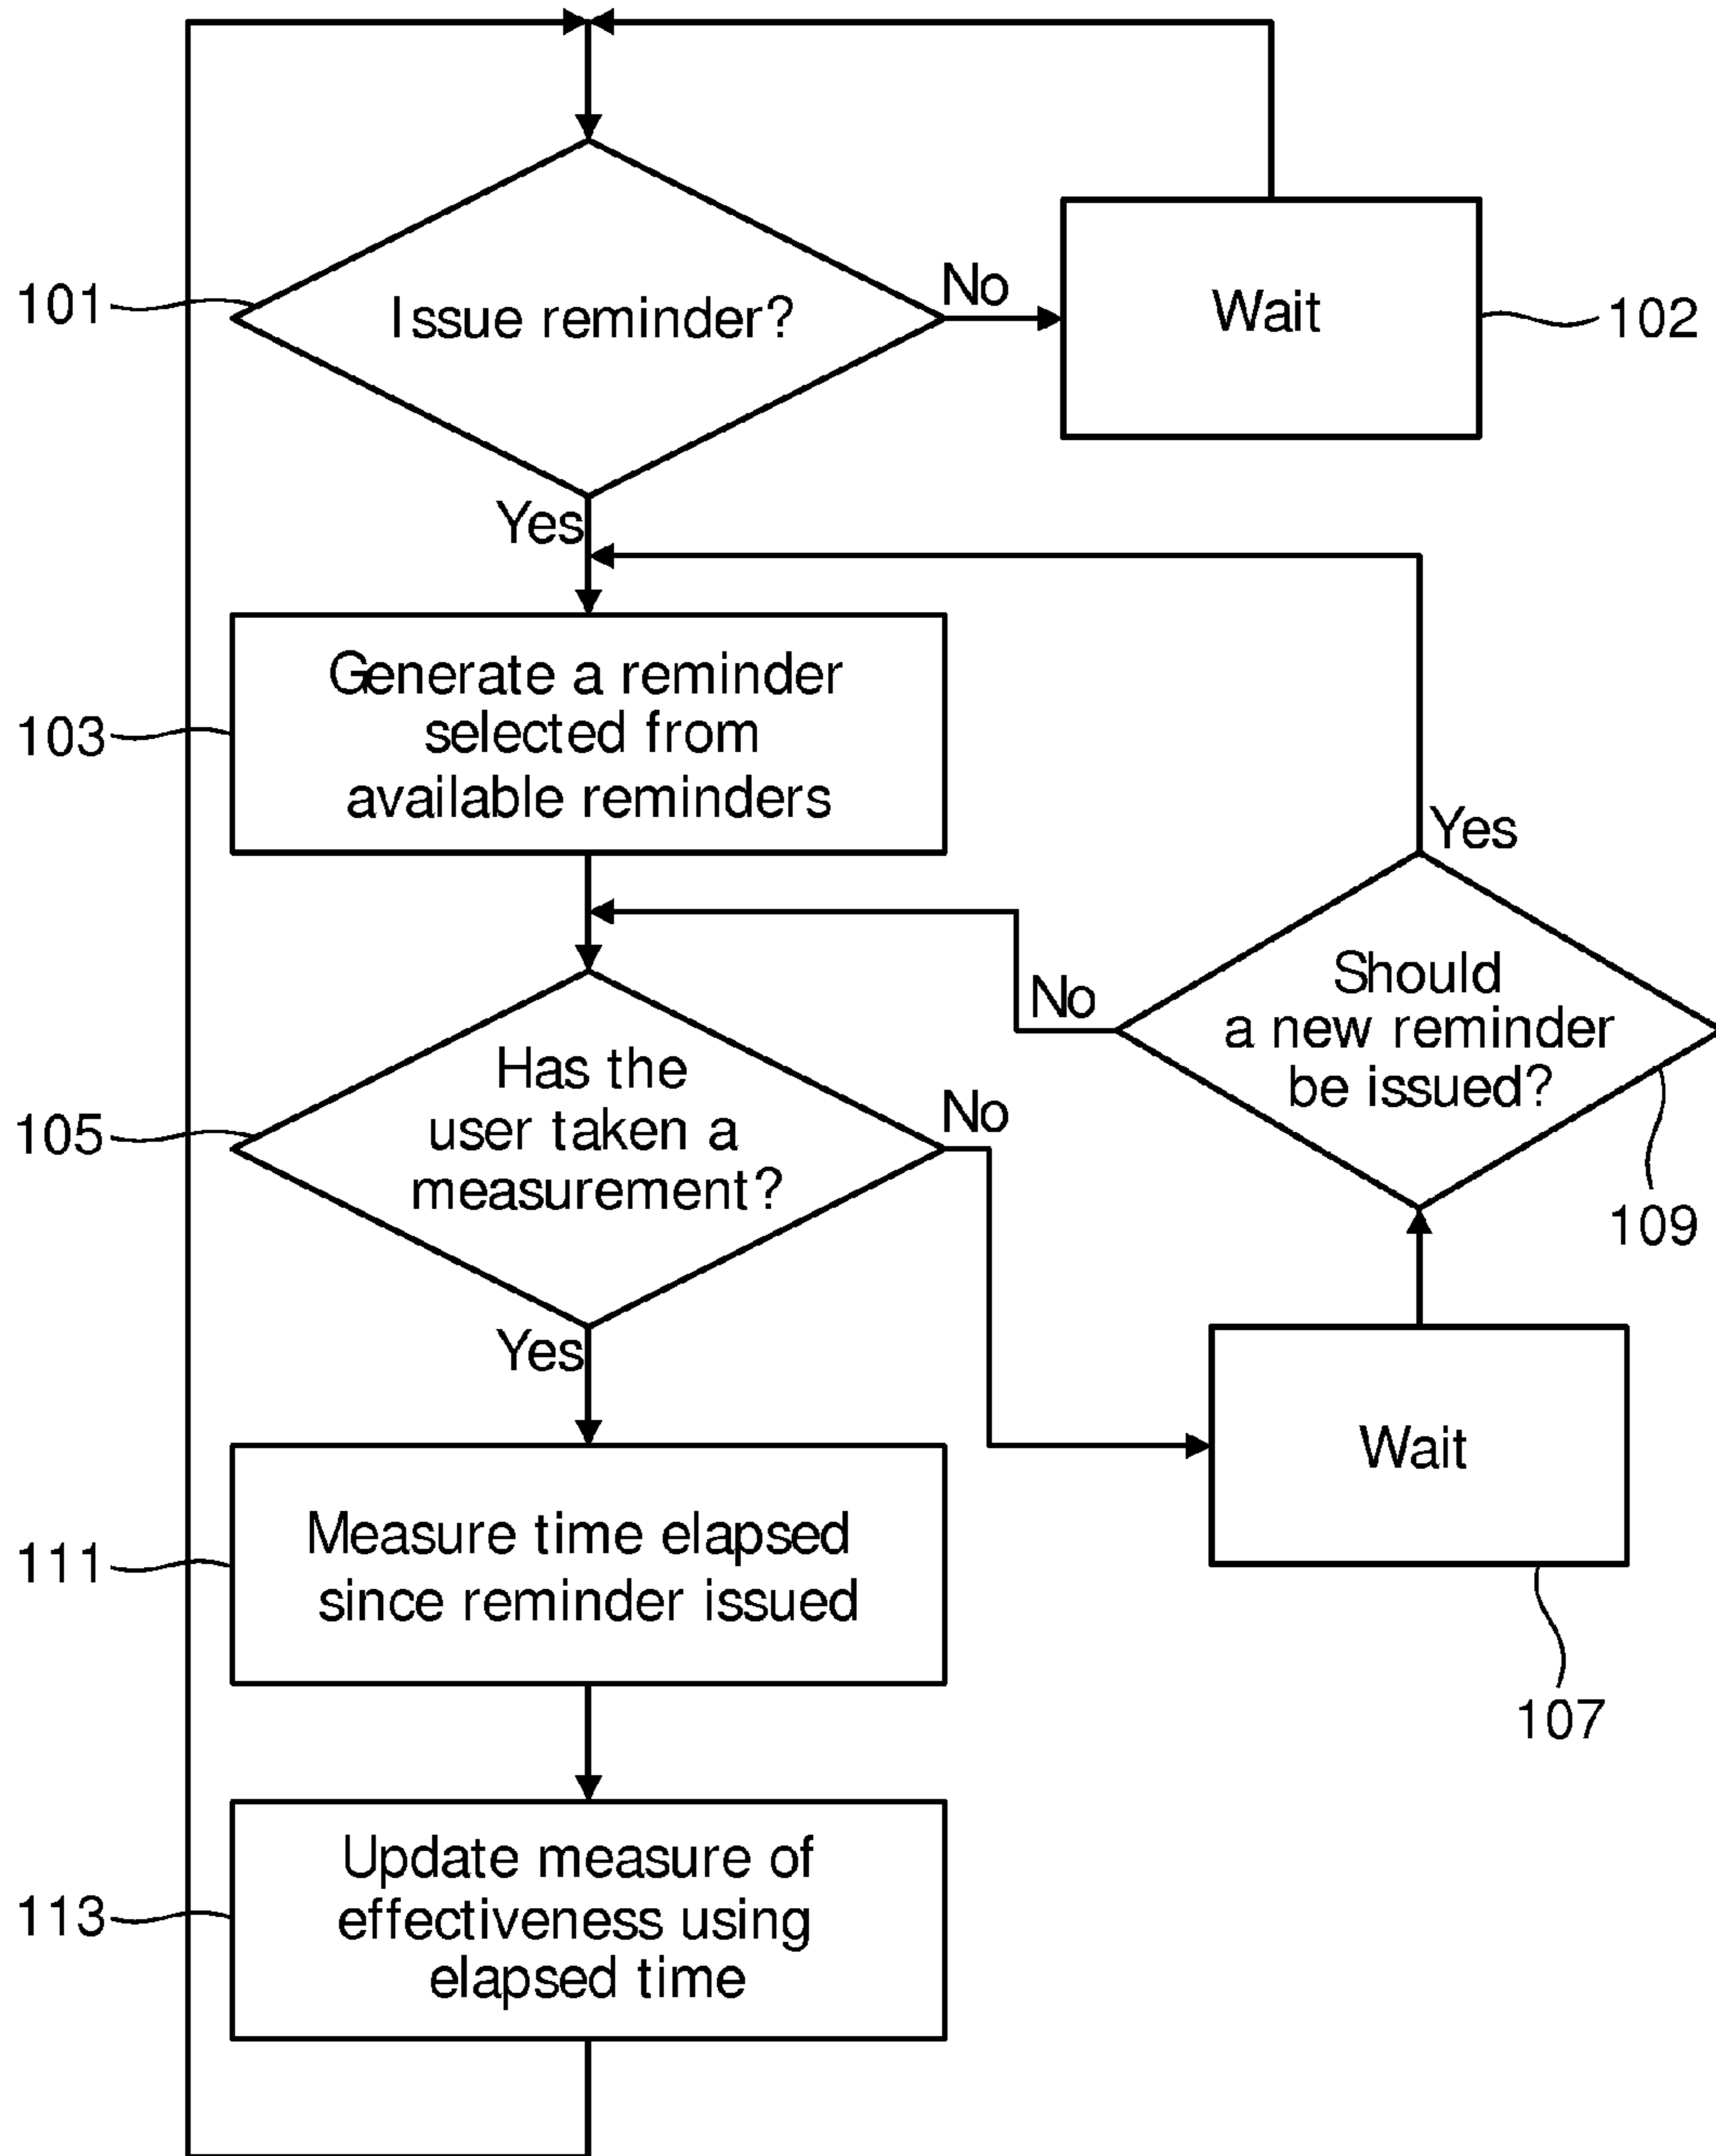 101
Issue reminder?
No
Wait
102
Yes
103
Generate a reminder
selected from
available reminders
Yes
Should
a new reminder
be issued?
No
109
105
Has the
user taken a
measurement?
No
Yes
Wait
107
111
Measure time elapsed
since reminder issued
113
Update measure of
effectiveness using
elapsed time